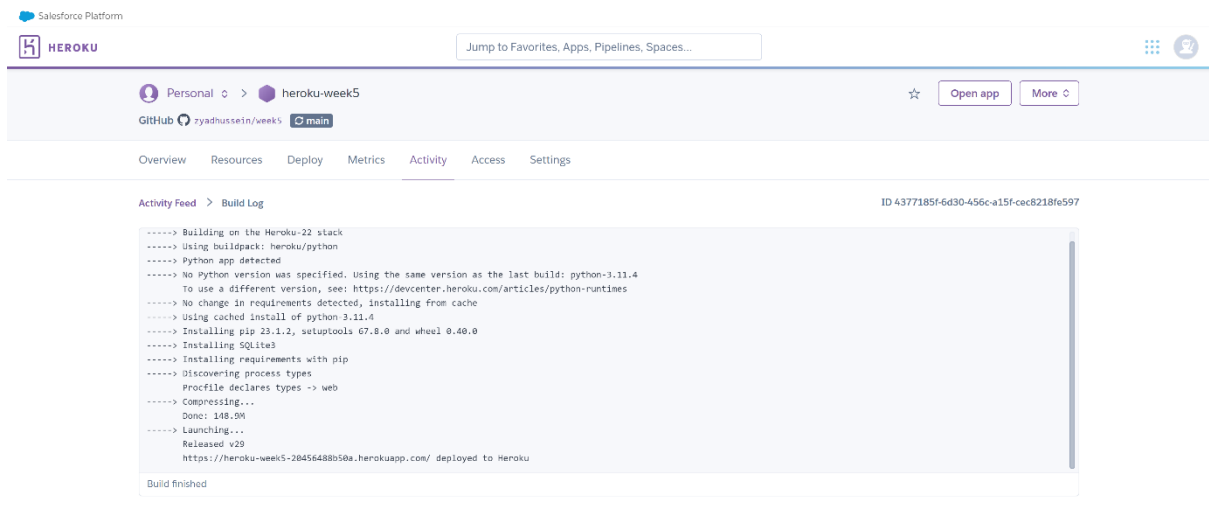 Salesforce Platform
HEROKU
Jump to Favorites, Apps, Pipelines, Spaces...
Personal > heroku-week5
Open app
More
GitHub zyadhussein/week5 main
Overview Resources Deploy Metrics Activity Access Settings
Activity Feed > Build Log
ID 4377185f-6d30-456c-a15f-cec8218fe597
-----> Building on the Heroku-22 stack
-----> Using buildpack: heroku/python
-----> Python app detected
-----> No Python version was specified. Using the same version as the last build: python-3.11.4
To use a different version, see: https://devcenter.heroku.com/articles/python-runtimes
-----> No change in requirements detected, installing from cache
-----> Using cached install of python-3.11.4
-----> Installing pip 23.1.2, setuptools 67.8.0 and wheel 0.40.0
-----> Installing SQLite3
-----> Installing requirements with pip
-----> Discovering process types
Procfile declares types -> web
-----> Compressing...
Done: 148.9M
-----> Launching...
Released v29
https://heroku-week5-20456488b50a.herokuapp.com/ deployed to Heroku
Build finished